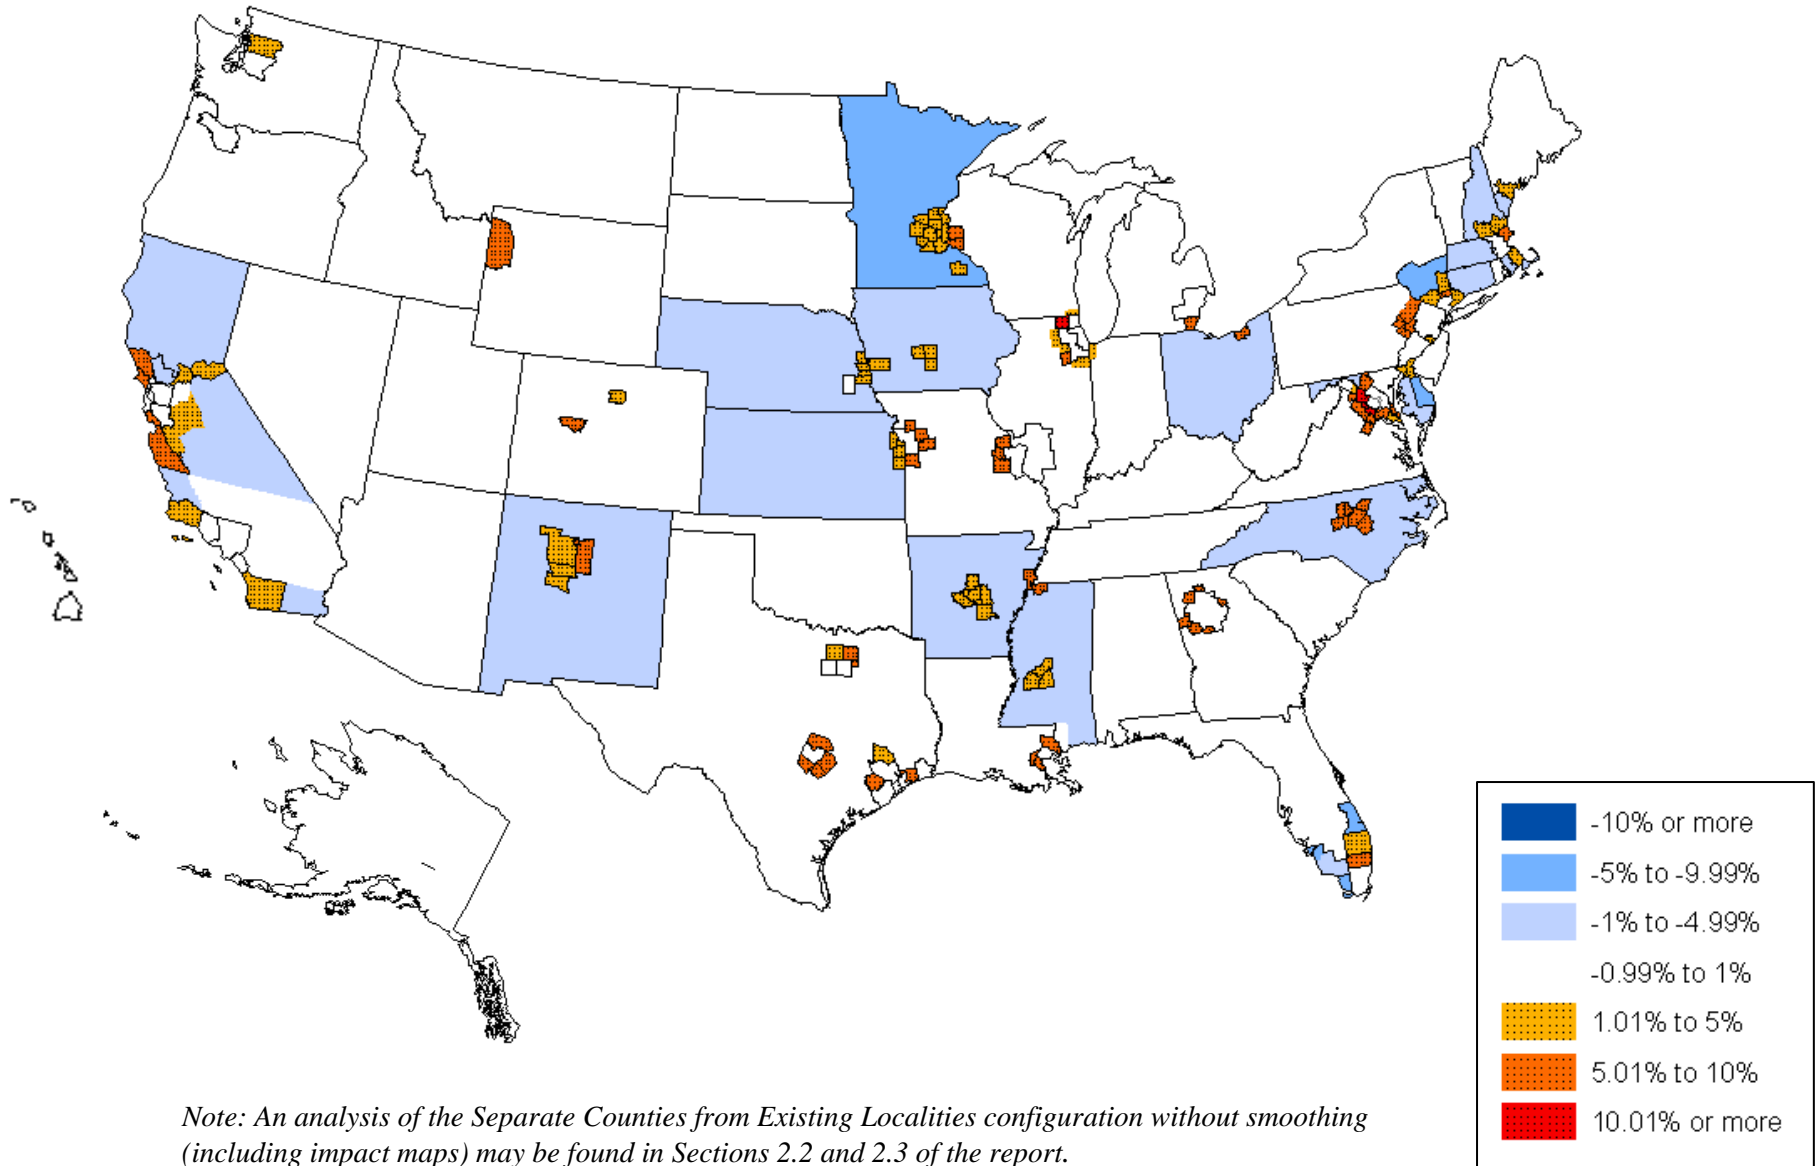 -10% or more
-5% to -9.99%
-1% to -4.99%
-0.99% to 1%
1.01% to 5%
5.01% to 10%
10.01% or more
Note: An analysis of the Separate Counties from Existing Localities configuration without smoothing
(including impact maps) may be found in Sections 2.2 and 2.3 of the report.